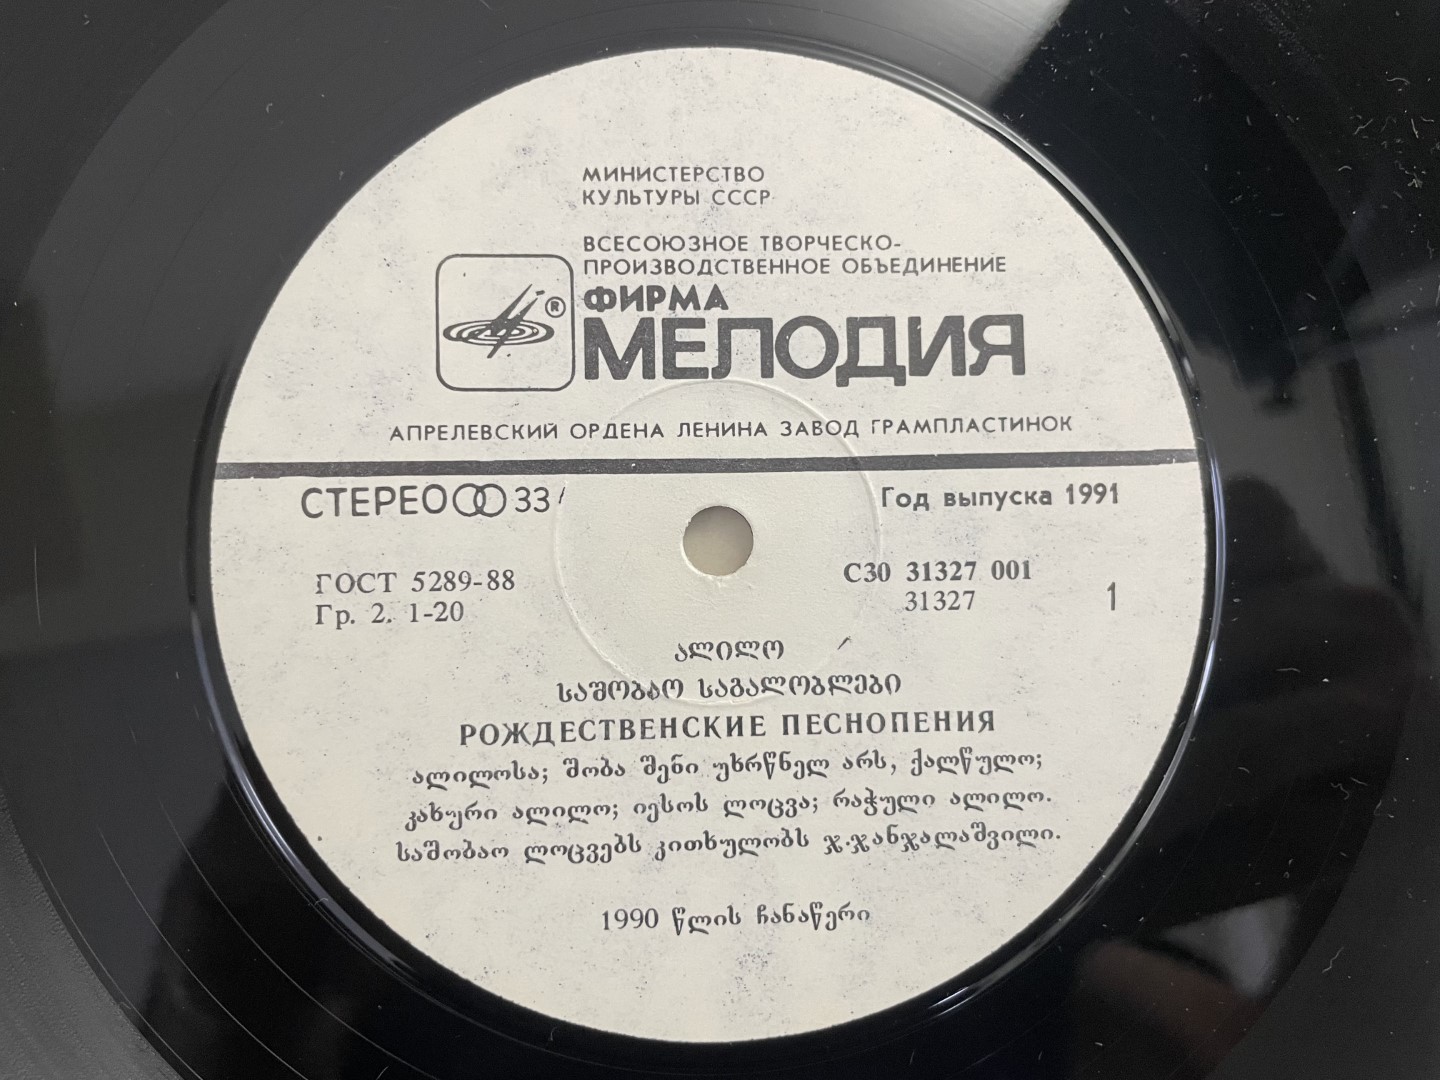 МИНИСТЕРСТВО
КУЛЬТУРЫ СССР
ВСЕСОЮЗНОЕ ТВОРЧЕСКО-
ПРОИЗВОДСТВЕННОЕ ОБЪЕДИНЕНИЕ
®
ФИРМА
МЕЛОДИЯ
АПРЕЛЕВСКИЙ ОРДЕНА ЛЕНИНА ЗАВОД ГРАМПЛАСТИНОК
СТЕРЕО 33 Год выпуска 1991
ГОСТ 5289-88 С30 31327 001
Гр. 2. 1-20 31327 1
ალილო
საშობაო საგალობლები
РОЖДЕСТВЕНСКИЕ ПЕСНОПЕНИЯ
ალილოსა; შობა შენი უხრწნელ არს, ქალწულო;
კახური ალილო; იესოს ლოცვა; რაჭული ალილო.
საშობაო ლოცვებს კითხულობს ჯ.ჯანჯალაშვილი.
1990 წლის ჩანაწერი